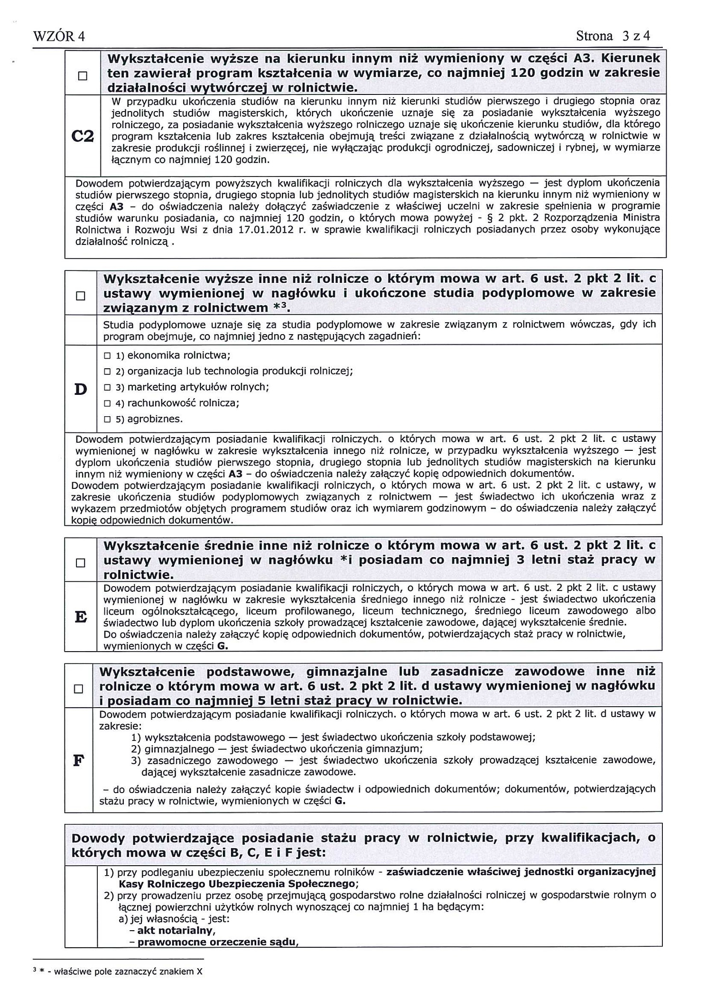 WZÓR 4
Strona 3 z 4
□
Wykształcenie wyższe na kierunku innym niż wymieniony w części A3. Kierunek
ten zawierał program kształcenia w wymiarze, co najmniej 120 godzin w zakresie
działalności wytwórczej w rolnictwie.
C2
W przypadku ukończenia studiów na kierunku innym niż kierunki studiów pierwszego i drugiego stopnia oraz
jednolitych studiów magisterskich, których ukończenie uznaje się za posiadanie wykształcenia wyższego
rolniczego, za posiadanie wykształcenia wyższego rolniczego uznaje się ukończenie kierunku studiów, dla którego
program kształcenia lub zakres kształcenia obejmują treści związane z działalnością wytwórczą w rolnictwie w
zakresie produkcji roślinnej i zwierzęcej, nie wyłączając produkcji ogrodniczej, sadowniczej i rybnej, w wymiarze
łącznym co najmniej 120 godzin.
Dowodem potwierdzającym powyższych kwalifikacji rolniczych dla wykształcenia wyższego — jest dyplom ukończenia
studiów pierwszego stopnia, drugiego stopnia lub jednolitych studiów magisterskich na kierunku innym niż wymieniony w
części A3 – do oświadczenia należy dołączyć zaświadczenie z właściwej uczelni w zakresie spełnienia w programie
studiów warunku posiadania, co najmniej 120 godzin, o których mowa powyżej - § 2 pkt. 2 Rozporządzenia Ministra
Rolnictwa i Rozwoju Wsi z dnia 17.01.2012 r. w sprawie kwalifikacji rolniczych posiadanych przez osoby wykonujące
działalność rolniczą .
□
Wykształcenie wyższe inne niż rolnicze o którym mowa w art. 6 ust. 2 pkt 2 lit. c
ustawy wymienionej w nagłówku i ukończone studia podyplomowe w zakresie
związanym z rolnictwem *³.
Studia podyplomowe uznaje się za studia podyplomowe w zakresie związanym z rolnictwem wówczas, gdy ich
program obejmuje, co najmniej jedno z następujących zagadnień:
D
□ 1) ekonomika rolnictwa;
□ 2) organizacja lub technologia produkcji rolniczej;
□ 3) marketing artykułów rolnych;
□ 4) rachunkowość rolnicza;
□ 5) agrobiznes.
Dowodem potwierdzającym posiadanie kwalifikacji rolniczych. o których mowa w art. 6 ust. 2 pkt 2 lit. c ustawy
wymienionej w nagłówku w zakresie wykształcenia innego niż rolnicze, w przypadku wykształcenia wyższego — jest
dyplom ukończenia studiów pierwszego stopnia, drugiego stopnia lub jednolitych studiów magisterskich na kierunku
innym niż wymieniony w części A3 – do oświadczenia należy załączyć kopię odpowiednich dokumentów.
Dowodem potwierdzającym posiadanie kwalifikacji rolniczych, o których mowa w art. 6 ust. 2 pkt 2 lit. c ustawy, w
zakresie ukończenia studiów podyplomowych związanych z rolnictwem — jest świadectwo ich ukończenia wraz z
wykazem przedmiotów objętych programem studiów oraz ich wymiarem godzinowym – do oświadczenia należy załączyć
kopię odpowiednich dokumentów.
□
Wykształcenie średnie inne niż rolnicze o którym mowa w art. 6 ust. 2 pkt 2 lit. c
ustawy wymienionej w nagłówku *i posiadam co najmniej 3 letni staż pracy w
rolnictwie.
E
Dowodem potwierdzającym posiadanie kwalifikacji rolniczych, o których mowa w art. 6 ust. 2 pkt 2 lit. c ustawy
wymienionej w nagłówku w zakresie wykształcenia średniego innego niż rolnicze - jest świadectwo ukończenia
liceum ogólnokształcącego, liceum profilowanego, liceum technicznego, średniego liceum zawodowego albo
świadectwo lub dyplom ukończenia szkoły prowadzącej kształcenie zawodowe, dającej wykształcenie średnie.
Do oświadczenia należy załączyć kopię odpowiednich dokumentów, potwierdzających staż pracy w rolnictwie,
wymienionych w części G.
□
Wykształcenie podstawowe, gimnazjalne lub zasadnicze zawodowe inne niż
rolnicze o którym mowa w art. 6 ust. 2 pkt 2 lit. d ustawy wymienionej w nagłówku
i posiadam co najmniej 5 letni staż pracy w rolnictwie.
F
Dowodem potwierdzającym posiadanie kwalifikacji rolniczych. o których mowa w art. 6 ust. 2 pkt 2 lit. d ustawy w
zakresie:
1) wykształcenia podstawowego — jest świadectwo ukończenia szkoły podstawowej;
2) gimnazjalnego — jest świadectwo ukończenia gimnazjum;
3) zasadniczego zawodowego — jest świadectwo ukończenia szkoły prowadzącej kształcenie zawodowe,
dającej wykształcenie zasadnicze zawodowe.
– do oświadczenia należy załączyć kopie świadectw i odpowiednich dokumentów; dokumentów, potwierdzających
stażu pracy w rolnictwie, wymienionych w części G.
Dowody potwierdzające posiadanie stażu pracy w rolnictwie, przy kwalifikacjach, o
których mowa w części B, C, E i F jest:
1) przy podleganiu ubezpieczeniu społecznemu rolników - zaświadczenie właściwej jednostki organizacyjnej
Kasy Rolniczego Ubezpieczenia Społecznego;
2) przy prowadzeniu przez osobę przejmującą gospodarstwo rolne działalności rolniczej w gospodarstwie rolnym o
łącznej powierzchni użytków rolnych wynoszącej co najmniej 1 ha będącym:
a) jej własnością - jest:
– akt notarialny,
– prawomocne orzeczenie sądu,
³ * - właściwe pole zaznaczyć znakiem X